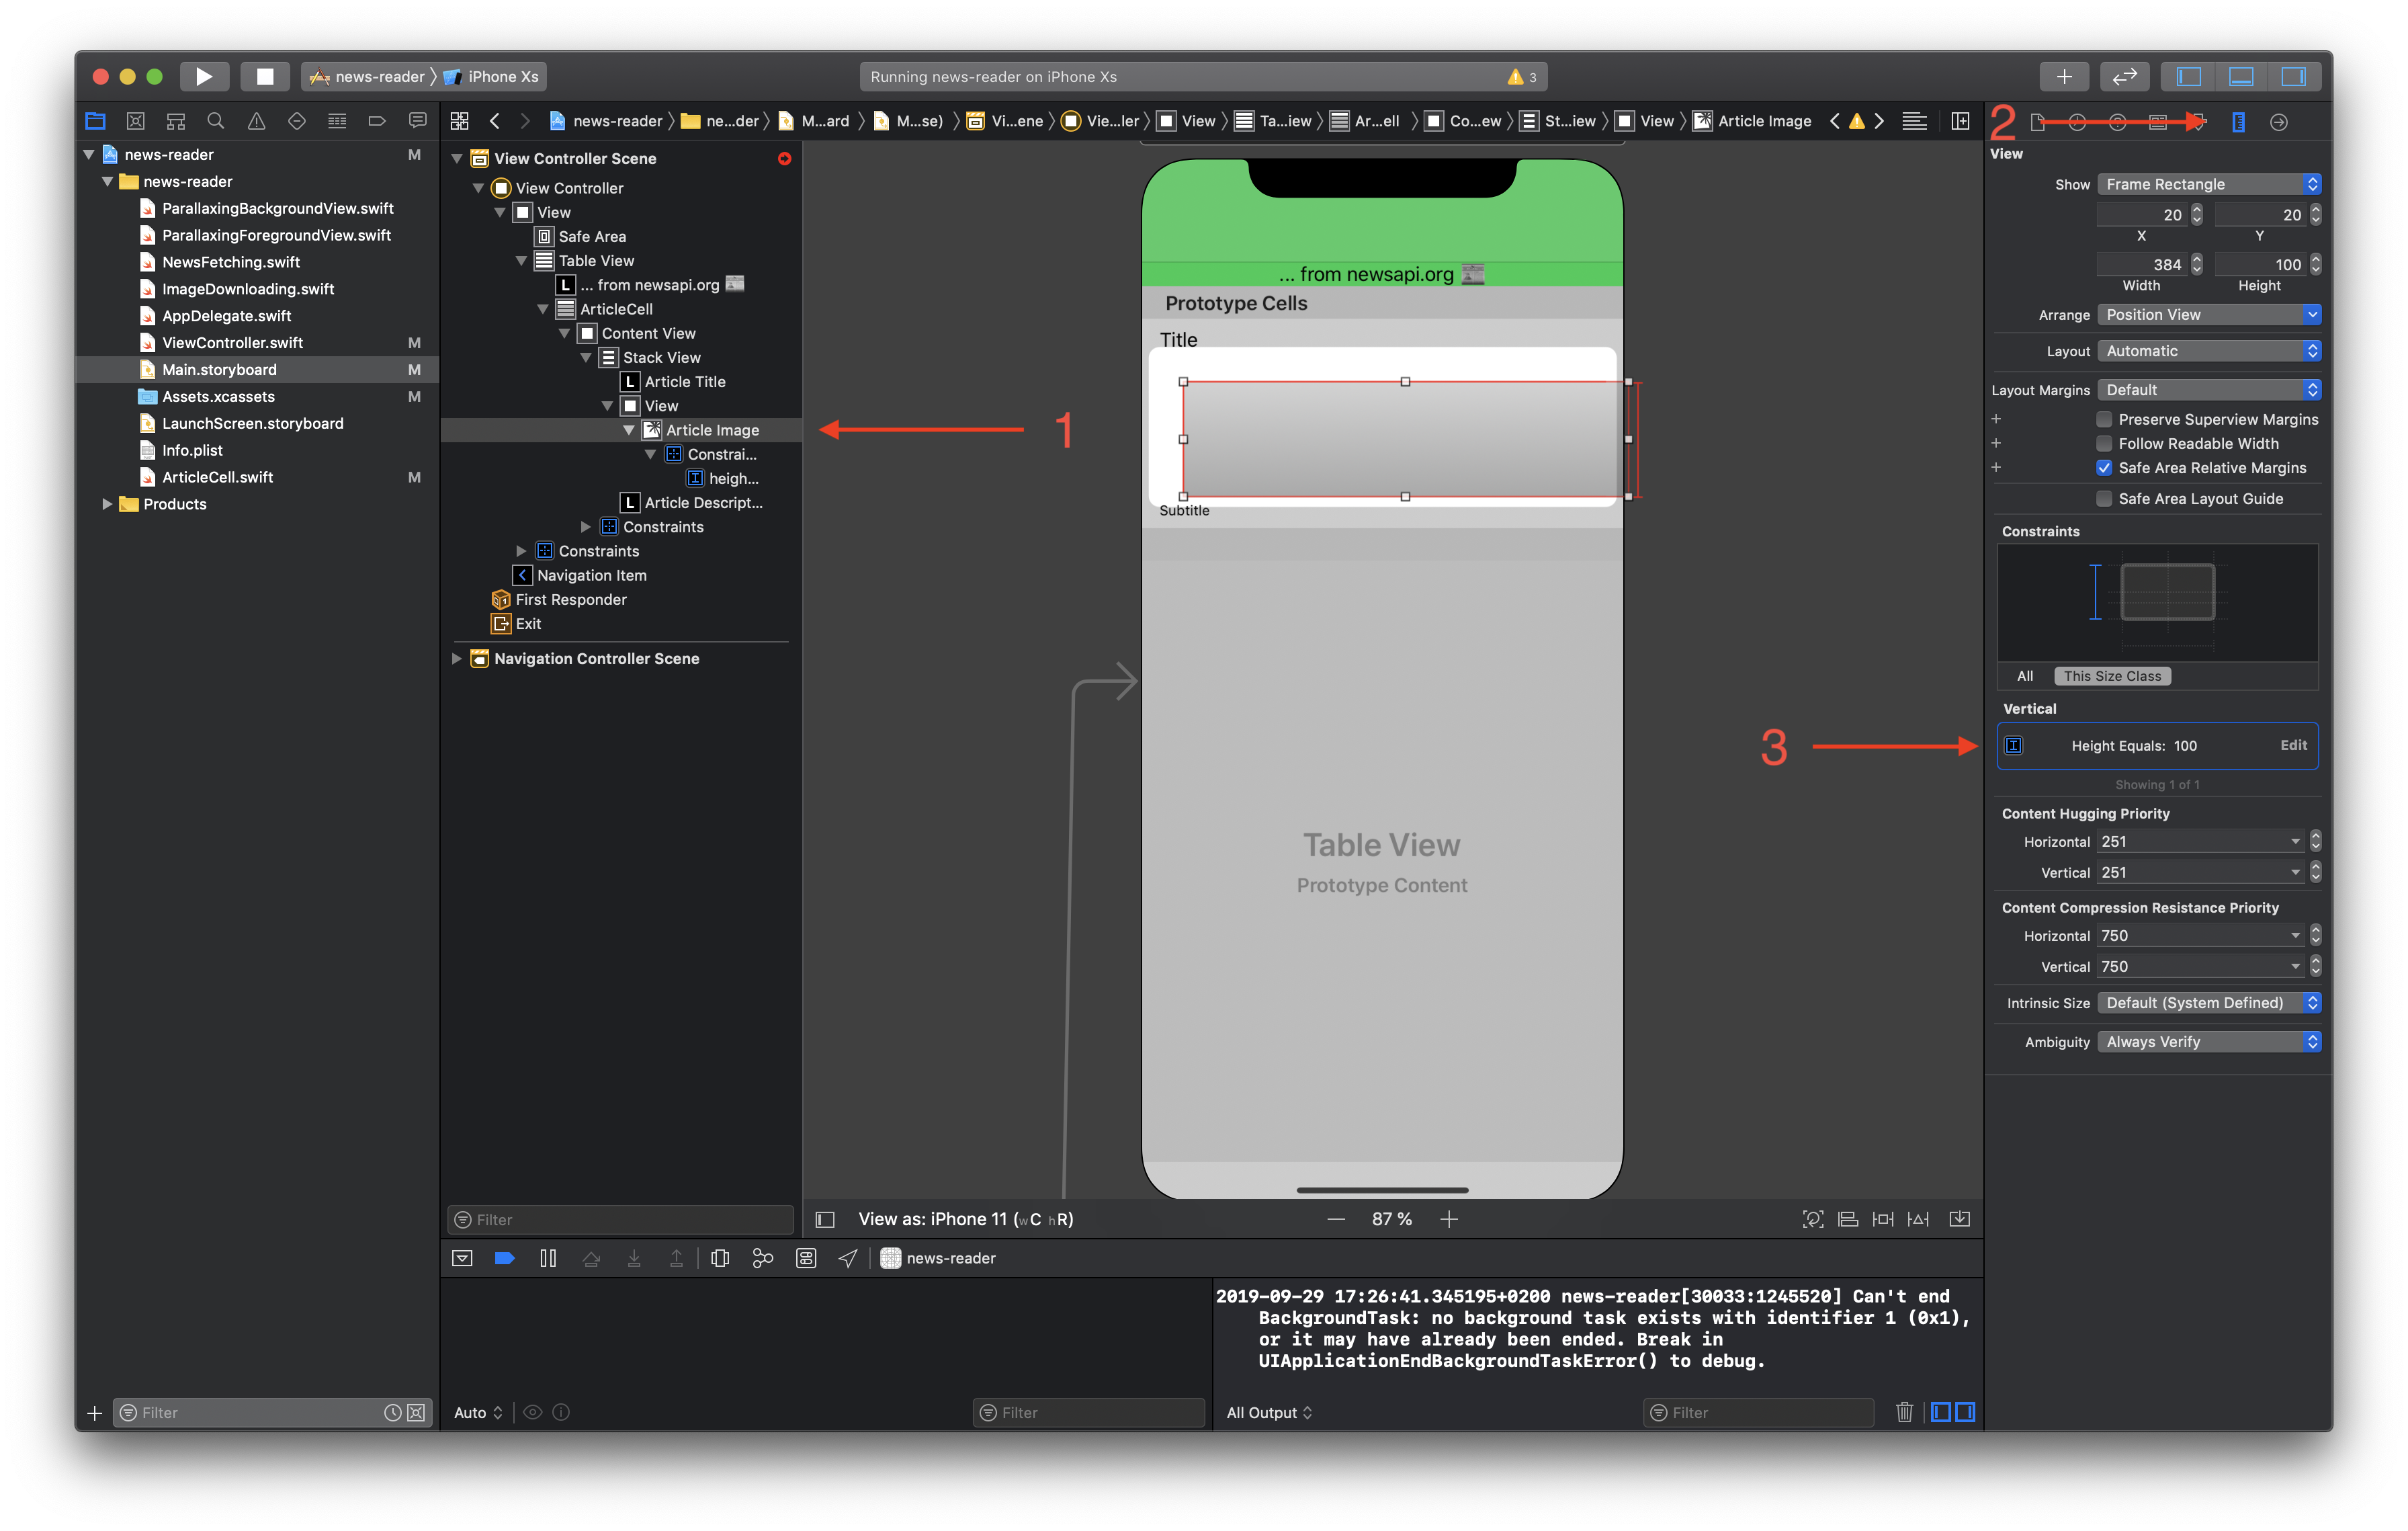 news-reader 〉 iPhone Xs
Running news-reader on iPhone Xs
3
news-reader 〉 ne...der 〉 M...ard 〉 M...se) 〉 Vi...ene 〉 Vie...ler 〉 View 〉 Ta...iew 〉 Ar...ell 〉 Co...ew 〉 St...iew 〉 View 〉 Article Image
2
news-reader M
news-reader
ParallaxingBackgroundView.swift
ParallaxingForegroundView.swift
NewsFetching.swift
ImageDownloading.swift
AppDelegate.swift
ViewController.swift M
Main.storyboard M
Assets.xcassets M
LaunchScreen.storyboard
Info.plist
ArticleCell.swift M
Products
Filter
View Controller Scene
View Controller
View
Safe Area
Table View
L ... from newsapi.org
ArticleCell
Content View
Stack View
L Article Title
View
Article Image
Constrai...
heigh...
L Article Descript...
Constraints
Constraints
Navigation Item
First Responder
Exit
Navigation Controller Scene
Filter
1
... from newsapi.org
Prototype Cells
Title
Subtitle
Table View
Prototype Content
3
View as: iPhone 11 (wC hR)
87 %
View
Show Frame Rectangle
20 20
X Y
384 100
Width Height
Arrange Position View
Layout Automatic
Layout Margins Default
Preserve Superview Margins
Follow Readable Width
Safe Area Relative Margins
Safe Area Layout Guide
Constraints
All This Size Class
Vertical
Height Equals: 100 Edit
Showing 1 of 1
Content Hugging Priority
Horizontal 251
Vertical 251
Content Compression Resistance Priority
Horizontal 750
Vertical 750
Intrinsic Size Default (System Defined)
Ambiguity Always Verify
news-reader
2019-09-29 17:26:41.345195+0200 news-reader[30033:1245520] Can't end
BackgroundTask: no background task exists with identifier 1 (0x1),
or it may have already been ended. Break in
UIApplicationEndBackgroundTaskError() to debug.
Auto
Filter
All Output
Filter